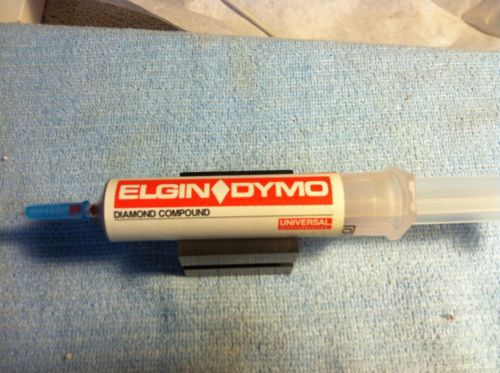 ELGIN DYMO
DIAMOND COMPOUND
UNIVERSAL